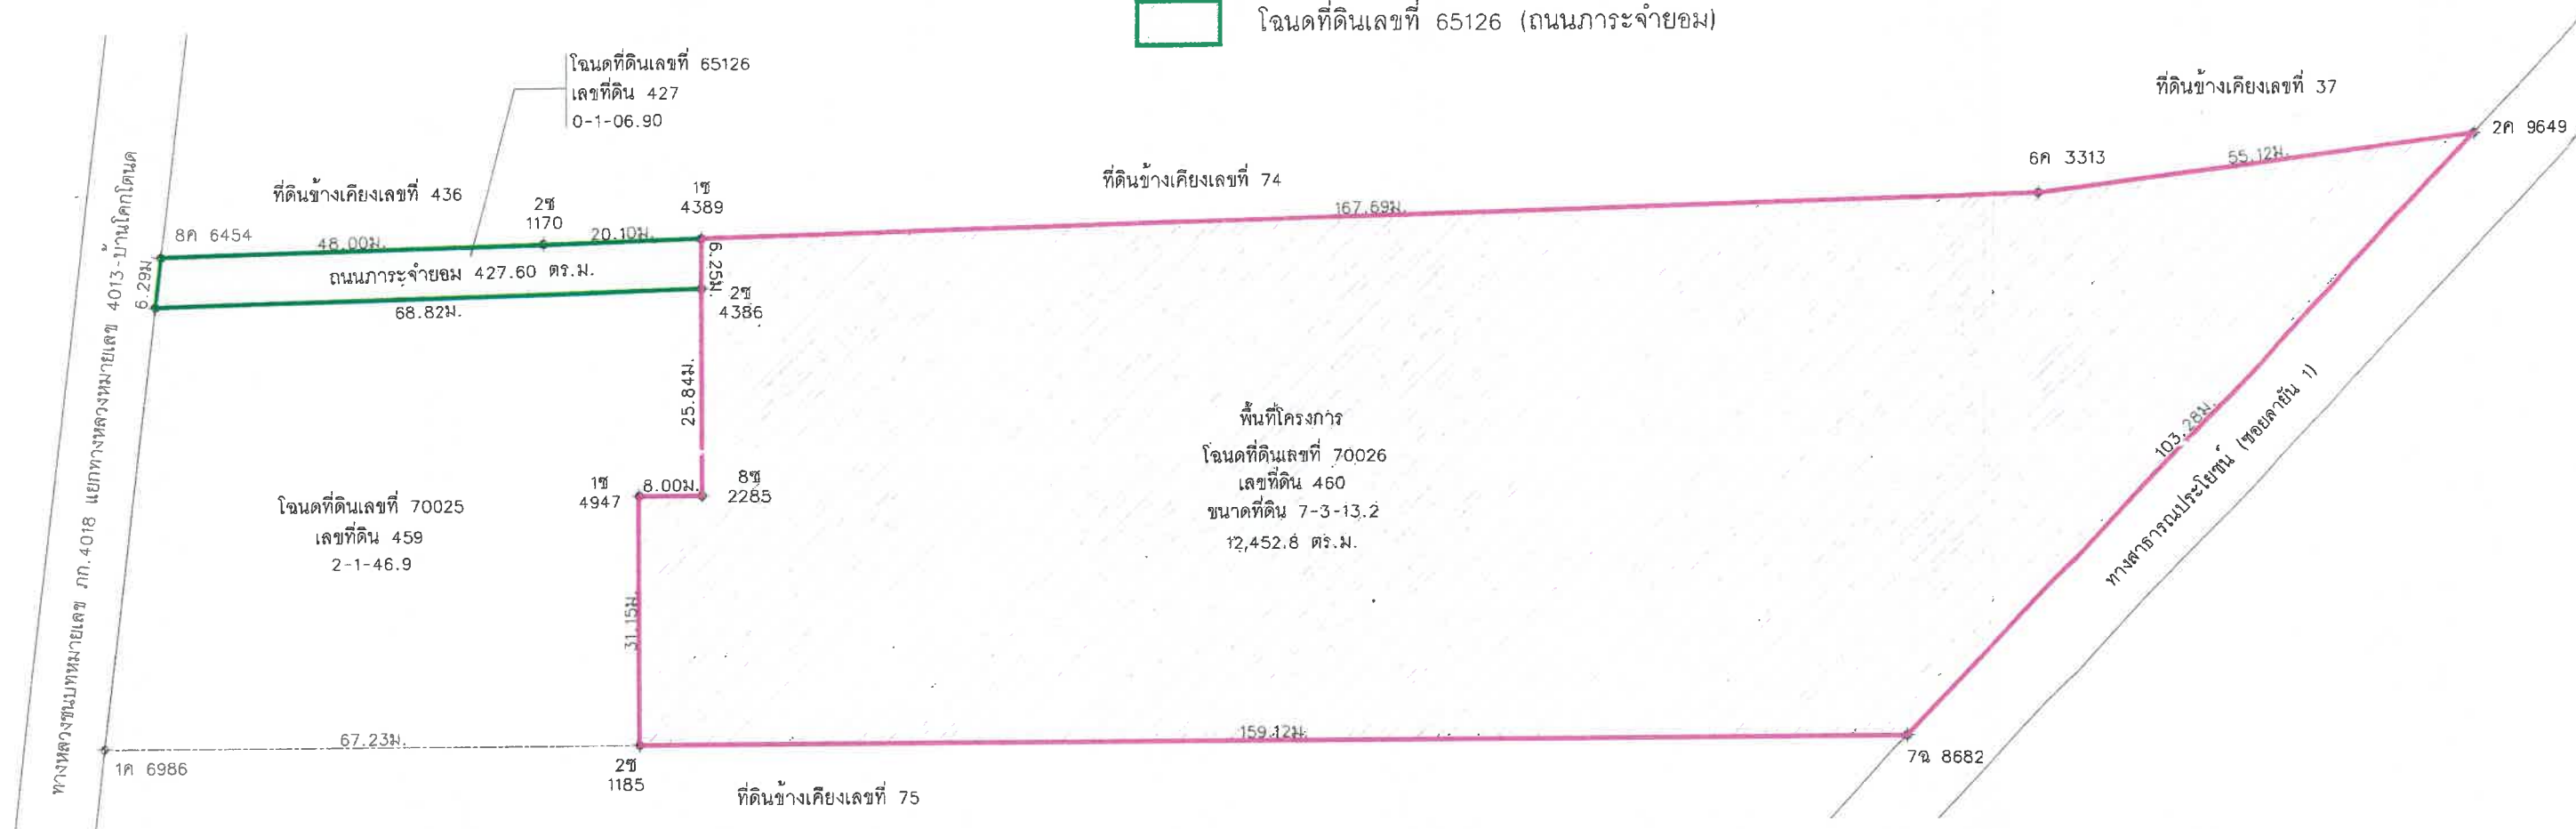 โฉนดที่ดินเลขที่ 65126 (ถนนภาระจำยอม)
โฉนดที่ดินเลขที่ 65126
เลขที่ดิน 427
0-1-06.90
ที่ดินข้างเคียงเลขที่ 37
2ค 9649
6ค 3313
55.12ม.
ที่ดินข้างเคียงเลขที่ 74
167.69ม.
ที่ดินข้างเคียงเลขที่ 436
2ซ
1170
1ซ
4389
8ค 6454
48.00ม.
20.10ม.
6.25ม.
6.29ม.
ถนนภาระจำยอม 427.60 ตร.ม.
68.82ม.
2ซ
4386
25.84ม.
ทางหลวงชนบทหมายเลข ภก.4018 แยกทางหลวงหมายเลข 4013-บ้านโคกโตนด
พื้นที่โครงการ
โฉนดที่ดินเลขที่ 70026
เลขที่ดิน 460
ขนาดที่ดิน 7-3-13.2
12,452.8 ตร.ม.
103.28ม.
ทางสาธารณประโยชน์ (ซอยลายัน 1)
1ซ
4947
8.00ม.
8ซ
2285
โฉนดที่ดินเลขที่ 70025
เลขที่ดิน 459
2-1-46.9
31.15ม.
67.23ม.
159.12ม.
1ค 6986
2ซ
1185
7ฉ 8682
ที่ดินข้างเคียงเลขที่ 75